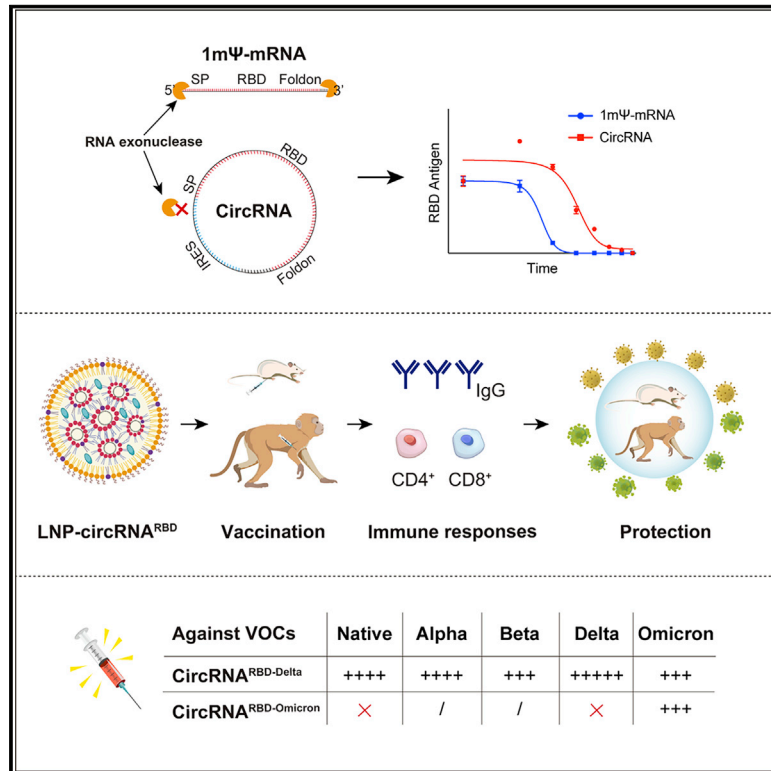 1mΨ-mRNA
5' SP RBD Foldon 3'
RNA exonuclease
CircRNA
SP
RBD
IRES
Foldon
RBD Antigen
1mΨ-mRNA
CircRNA
Time
IgG
CD4⁺ CD8⁺
LNP-circRNA^RBD Vaccination Immune responses Protection
Against VOCs Native Alpha Beta Delta Omicron
CircRNA^RBD-Delta ++++ ++++ +++ +++++ +++
CircRNA^RBD-Omicron × / / × +++